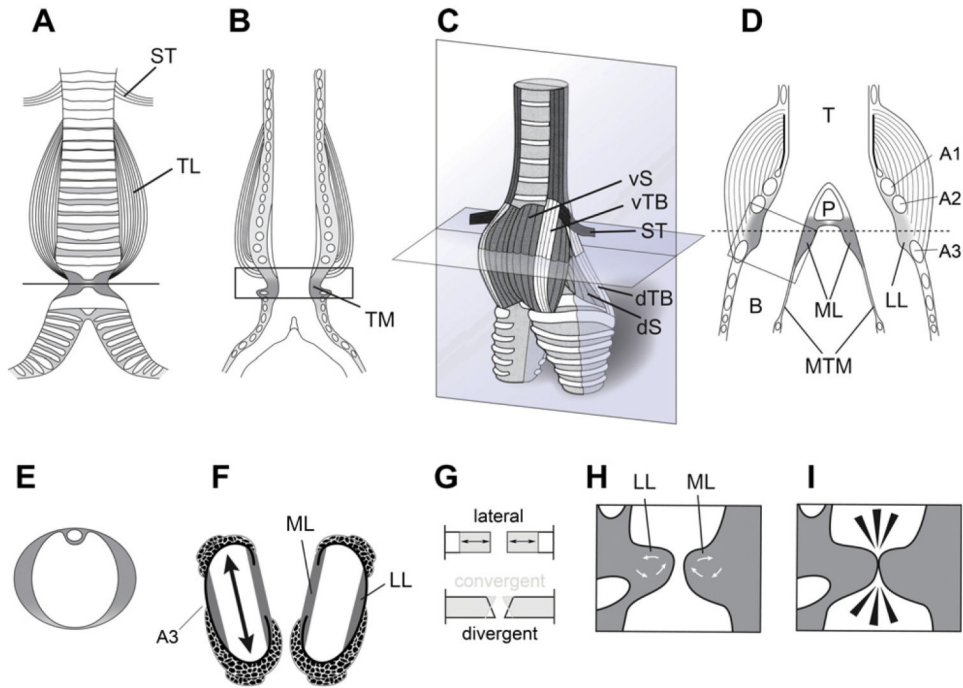 A
B
C
D
ST
TL
TM
vS
vTB
ST
dTB
dS
T
A1
A2
P
A3
B
ML
LL
MTM
E
F
G
H
I
ML
LL
A3
lateral
convergent
divergent
LL
ML